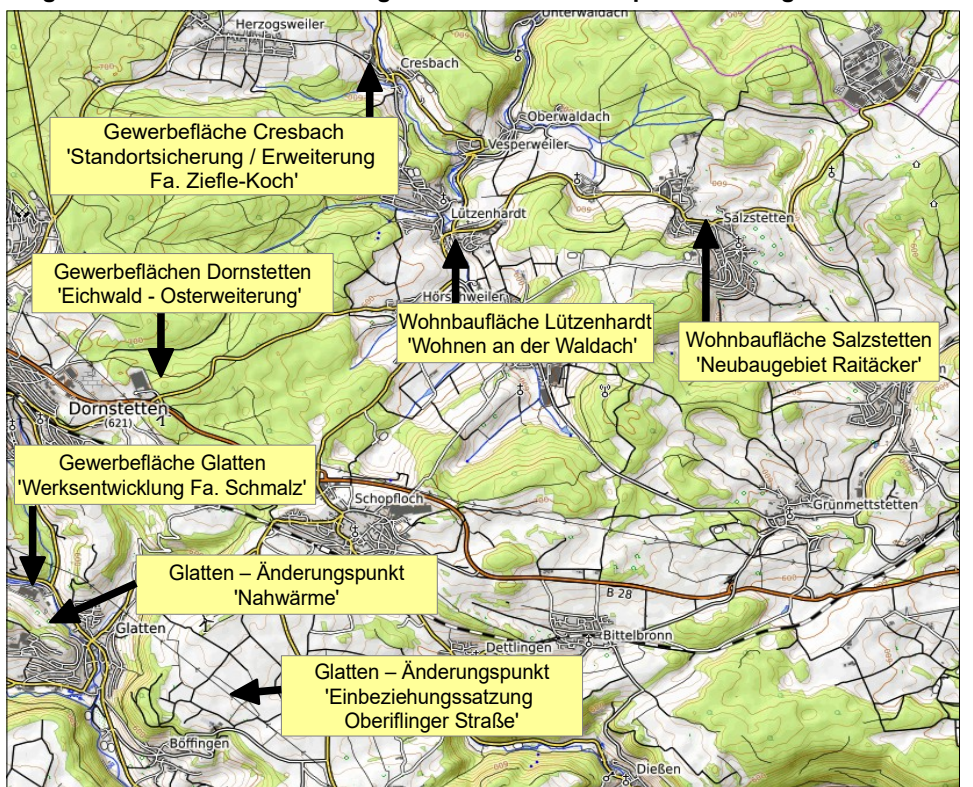 Herzogsweiler
Unterwaldach
Cresbach
Gewerbefläche Cresbach
'Standortsicherung / Erweiterung
Fa. Ziefle-Koch'
Oberwaldach
Vesperweiler
Lützenhardt
Salzstetten
Gewerbeflächen Dornstetten
'Eichwald - Osterweiterung'
Wohnbaufläche Lützenhardt
'Wohnen an der Waldach'
Wohnbaufläche Salzstetten
'Neubaugebiet Raitäcker'
Dornstetten
(621)
Gewerbefläche Glatten
'Werksentwicklung Fa. Schmalz'
Schopfloch
Grünmettstetten
Glatten – Änderungspunkt
'Nahwärme'
B 28
600
Glatten
Bittelbronn
Dettlingen
Glatten – Änderungspunkt
'Einbeziehungssatzung
Oberiflinger Straße'
Böffingen
Dießen